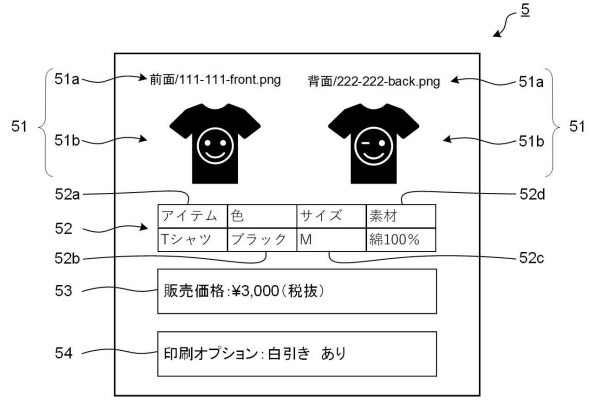 5
51a 前面/111-111-front.png 背面/222-222-back.png 51a
51 51
51b 51b
52a 52d
アイテム 色 サイズ 素材
52
Tシャツ ブラック M 綿100%
52b 52c
53 販売価格:¥3,000(税抜)
54 印刷オプション:白引き あり